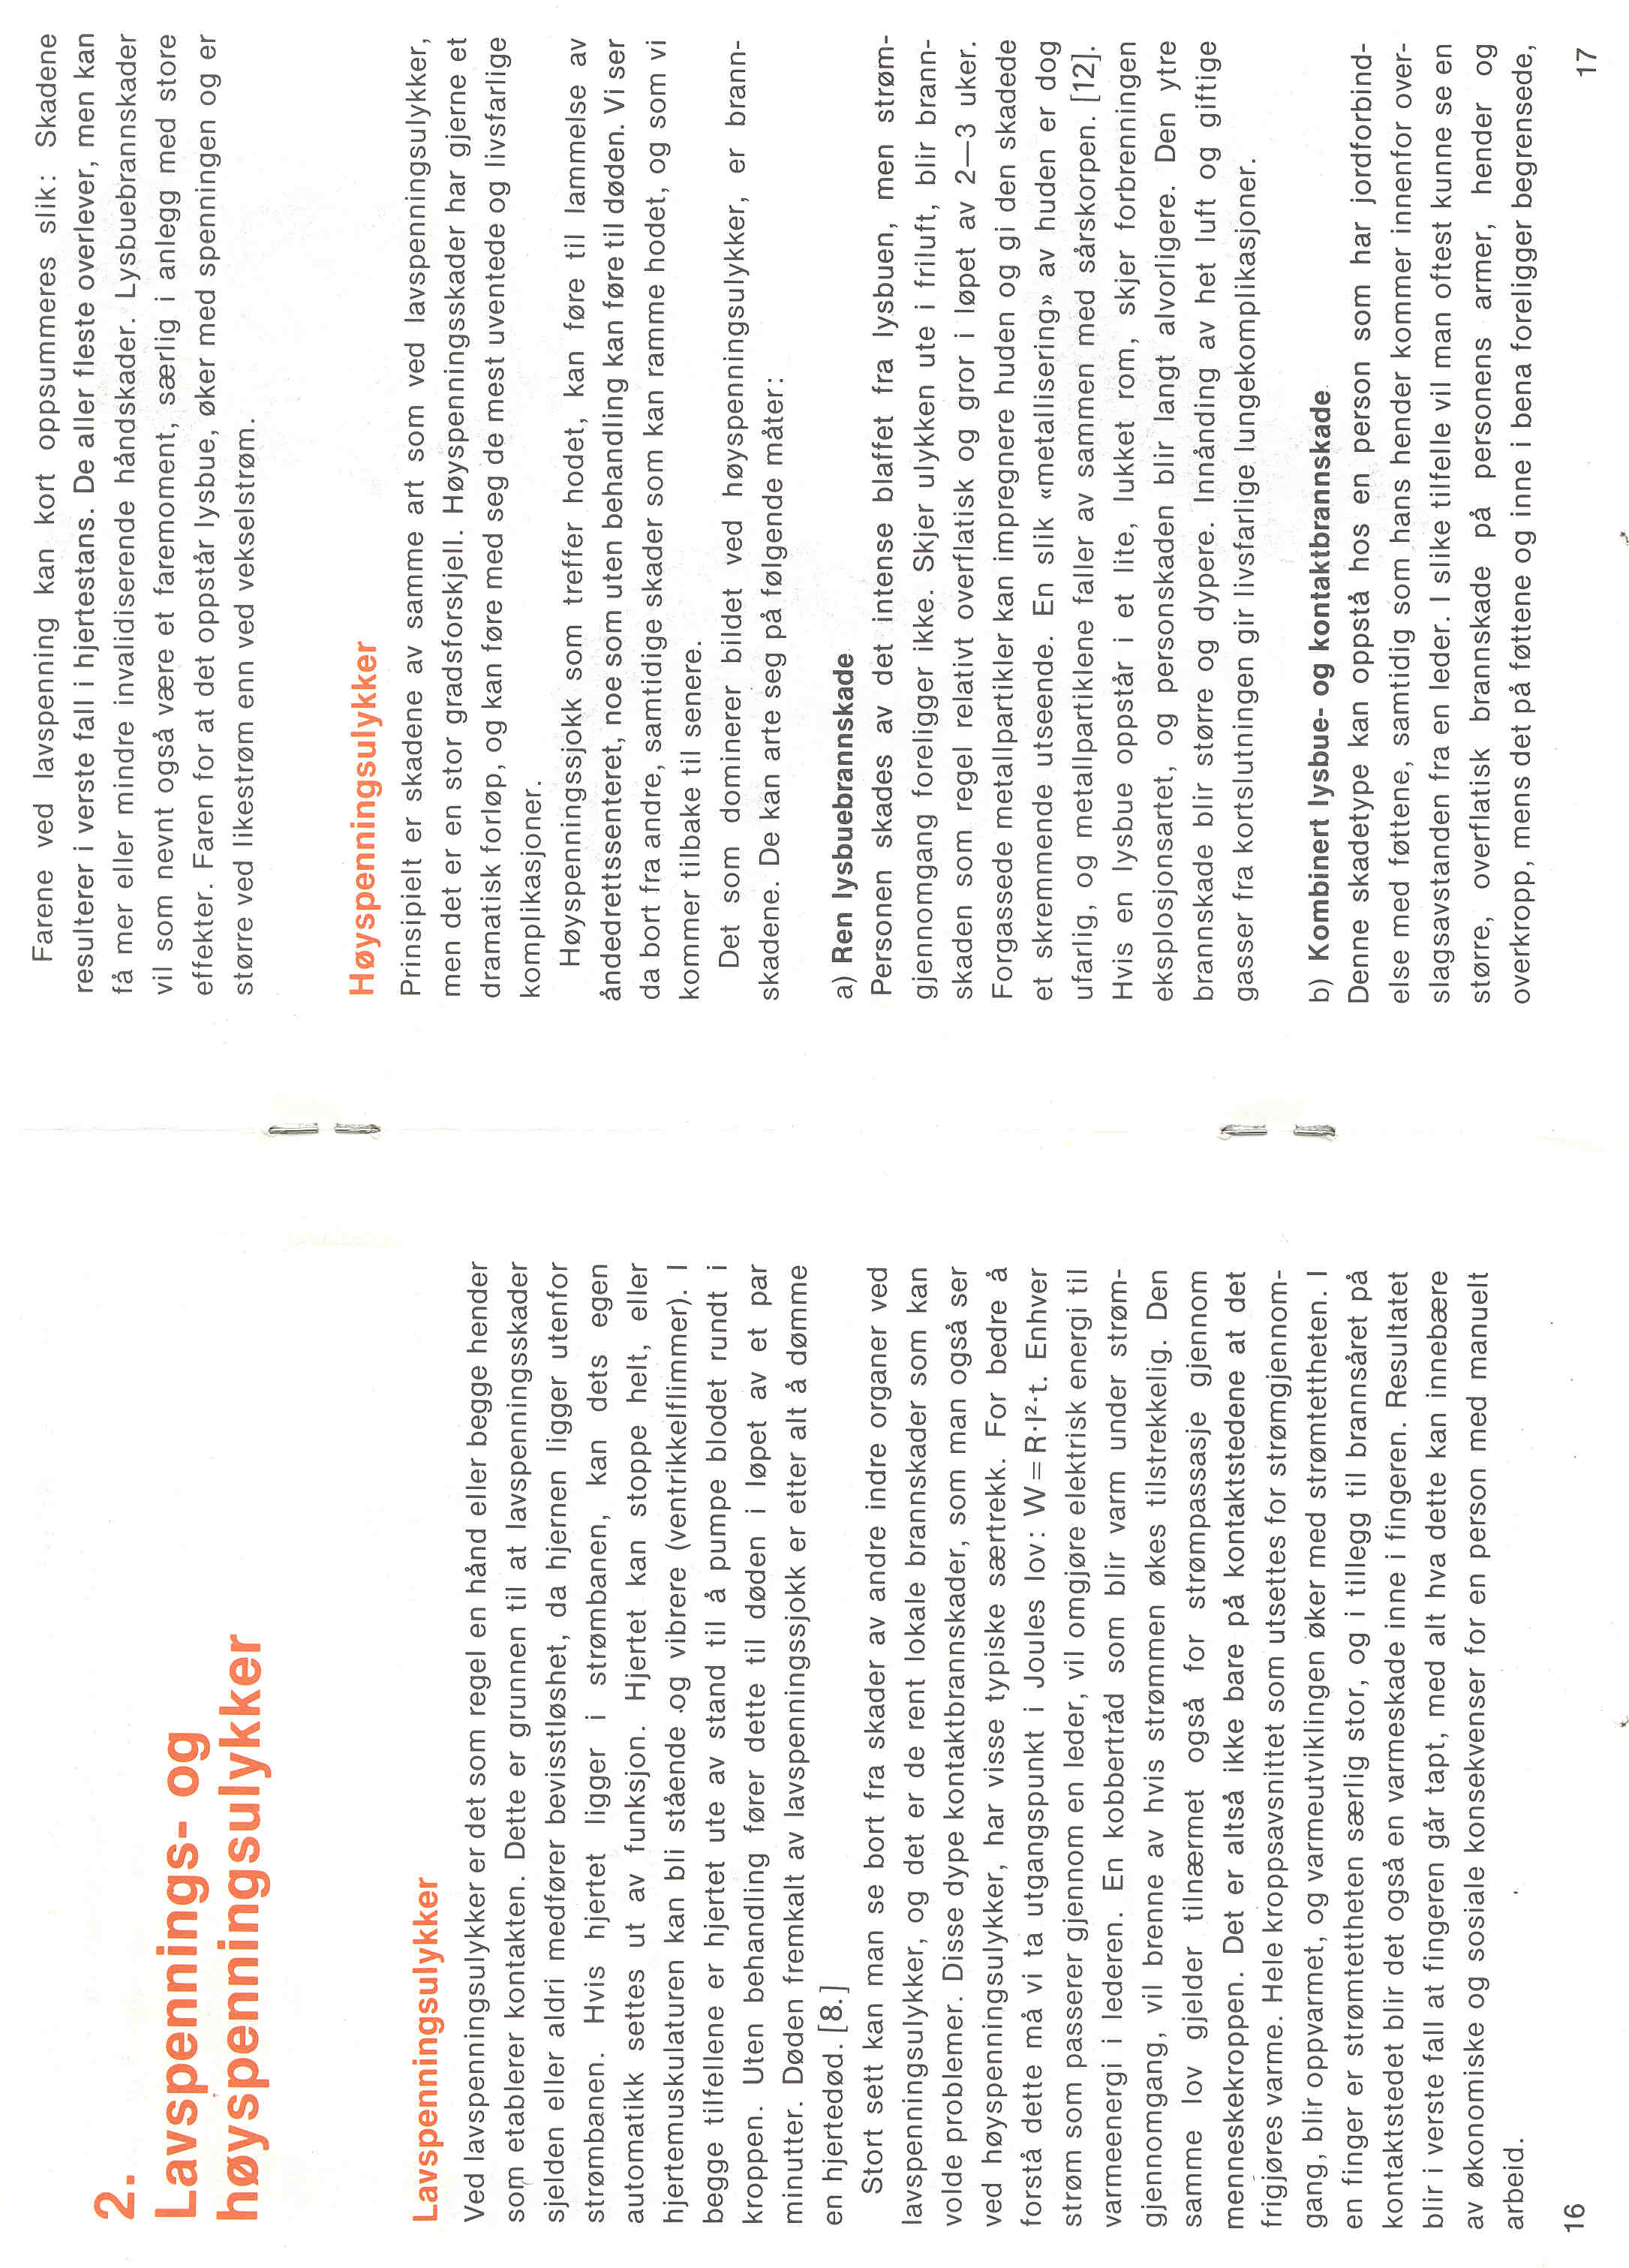 2.
Lavspennings- og
høyspenningsulykker
Lavspenningsulykker
Ved lavspenningsulykker er det som regel en hånd eller begge hender
som etablerer kontakten. Dette er grunnen til at lavspenningsskader
sjelden eller aldri medfører bevisstløshet, da hjernen ligger utenfor
strømbanen. Hvis hjertet ligger i strømbanen, kan dets egen
automatikk settes ut av funksjon. Hjertet kan stoppe helt, eller
hjertemuskulaturen kan bli stående og vibrere (ventrikkelflimmer). I
begge tilfellene er hjertet ute av stand til å pumpe blodet rundt i
kroppen. Uten behandling fører dette til døden i løpet av et par
minutter. Døden fremkalt av lavspenningssjokk er etter alt å dømme
en hjertedød. [8.]
Stort sett kan man se bort fra skader av andre indre organer ved
lavspenningsulykker, og det er de rent lokale brannskader som kan
volde problemer. Disse dype kontaktbrannskader, som man også ser
ved høyspenningsulykker, har visse typiske særtrekk. For bedre å
forstå dette må vi ta utgangspunkt i Joules lov: W = R·I²·t. Enhver
strøm som passerer gjennom en leder, vil omgjøre elektrisk energi til
varmeenergi i lederen. En kobbertråd som blir varm under strøm-
gjennomgang, vil brenne av hvis strømmen økes tilstrekkelig. Den
samme lov gjelder tilnærmet også for strømpassasje gjennom
menneskekroppen. Det er altså ikke bare på kontaktstedene at det
frigjøres varme. Hele kroppsavsnittet som utsettes for strømgjennom-
gang, blir oppvarmet, og varmeutviklingen øker med strømtettheten. I
en finger er strømtettheten særlig stor, og i tillegg til brannsåret på
kontaktstedet blir det også en varmeskade inne i fingeren. Resultatet
blir i verste fall at fingeren går tapt, med alt hva dette kan innebære
av økonomiske og sosiale konsekvenser for en person med manuelt
arbeid.
16
Farene ved lavspenning kan kort oppsummeres slik: Skadene
resulterer i verste fall i hjertestans. De aller fleste overlever, men kan
få mer eller mindre invalidiserende håndskader. Lysbuebrannskader
vil som nevnt også være et faremoment, særlig i anlegg med store
effekter. Faren for at det oppstår lysbue, øker med spenningen og er
større ved likestrøm enn ved vekselstrøm.
Høyspenningsulykker
Prinsipielt er skadene av samme art som ved lavspenningsulykker,
men det er en stor gradsforskjell. Høyspenningsskader har gjerne et
dramatisk forløp, og kan føre med seg de mest uventede og livsfarlige
komplikasjoner.
Høyspenningssjokk som treffer hodet, kan føre til lammelse av
åndedrettssenteret, noe som uten behandling kan føre til døden. Vi ser
da bort fra andre, samtidige skader som kan ramme hodet, og som vi
kommer tilbake til senere.
Det som dominerer bildet ved høyspenningsulykker, er brann-
skadene. De kan arte seg på følgende måter:
a) Ren lysbuebrannskade
Personen skades av det intense blaffet fra lysbuen, men strøm-
gjennomgang foreligger ikke. Skjer ulykken ute i friluft, blir brann-
skaden som regel relativt overflatisk og gror i løpet av 2—3 uker.
Forgassede metallpartikler kan impregnere huden og gi den skadede
et skremmende utseende. En slik «metallisering» av huden er dog
ufarlig, og metallpartiklene faller av sammen med sårskorpen. [12].
Hvis en lysbue oppstår i et lite, lukket rom, skjer forbrenningen
eksplosjonsartet, og personskaden blir langt alvorligere. Den ytre
brannskade blir større og dypere. Innånding av het luft og giftige
gasser fra kortslutningen gir livsfarlige lungekomplikasjoner.
b) Kombinert lysbue- og kontaktbrannskade
Denne skadetype kan oppstå hos en person som har jordforbind-
else med føttene, samtidig som hans hender kommer innenfor over-
slagsavstanden fra en leder. I slike tilfelle vil man oftest kunne se en
større, overflatisk brannskade på personens armer, hender og
overkropp, mens det på føttene og inne i bena foreligger begrensede,
17